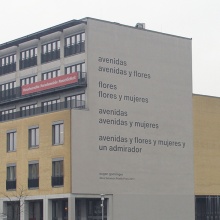 avenidas
avenidas y flores
flores
flores y mujeres
avenidas
avenidas y mujeres
avenidas y flores y mujeres y
un admirador